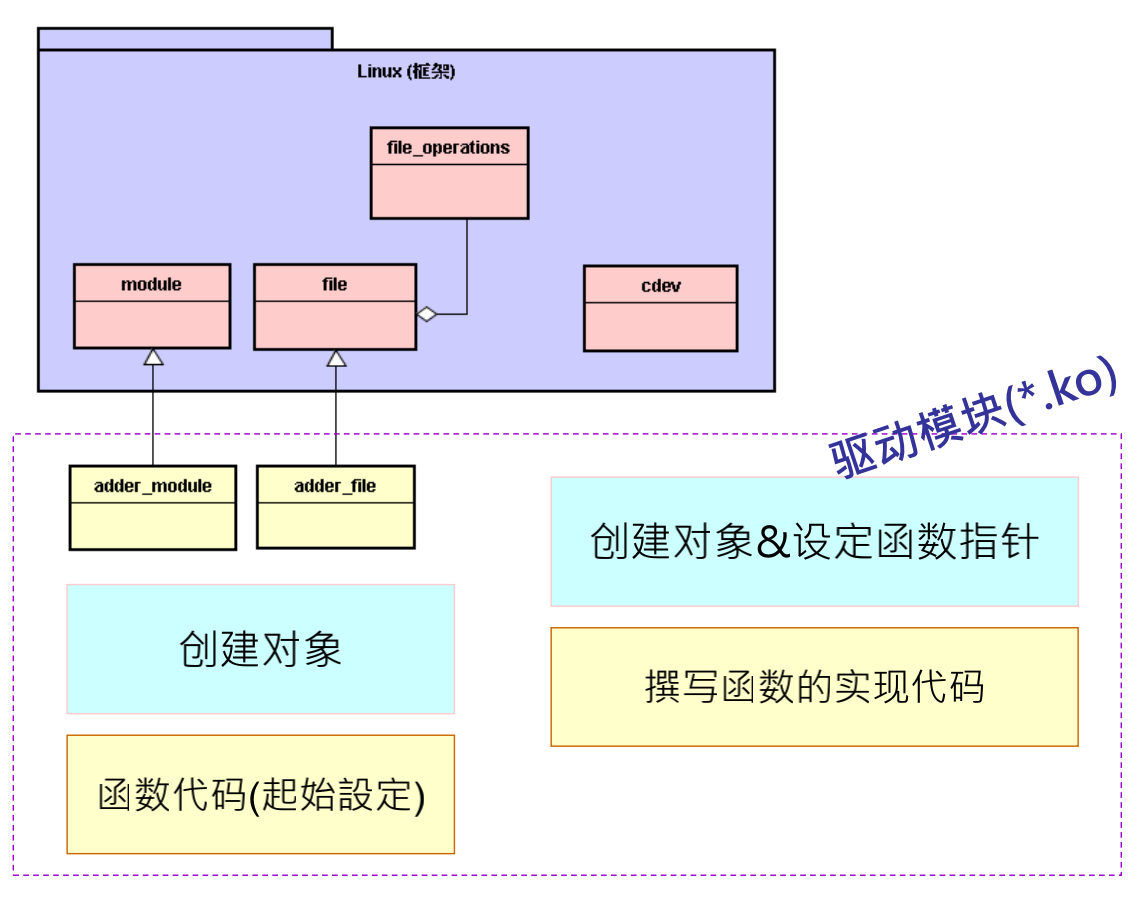 Linux (框架)
file_operations
module
file
cdev
驱动模块(*.ko)
adder_module
adder_file
创建对象&设定函数指针
创建对象
撰写函数的实现代码
函数代码(起始設定)